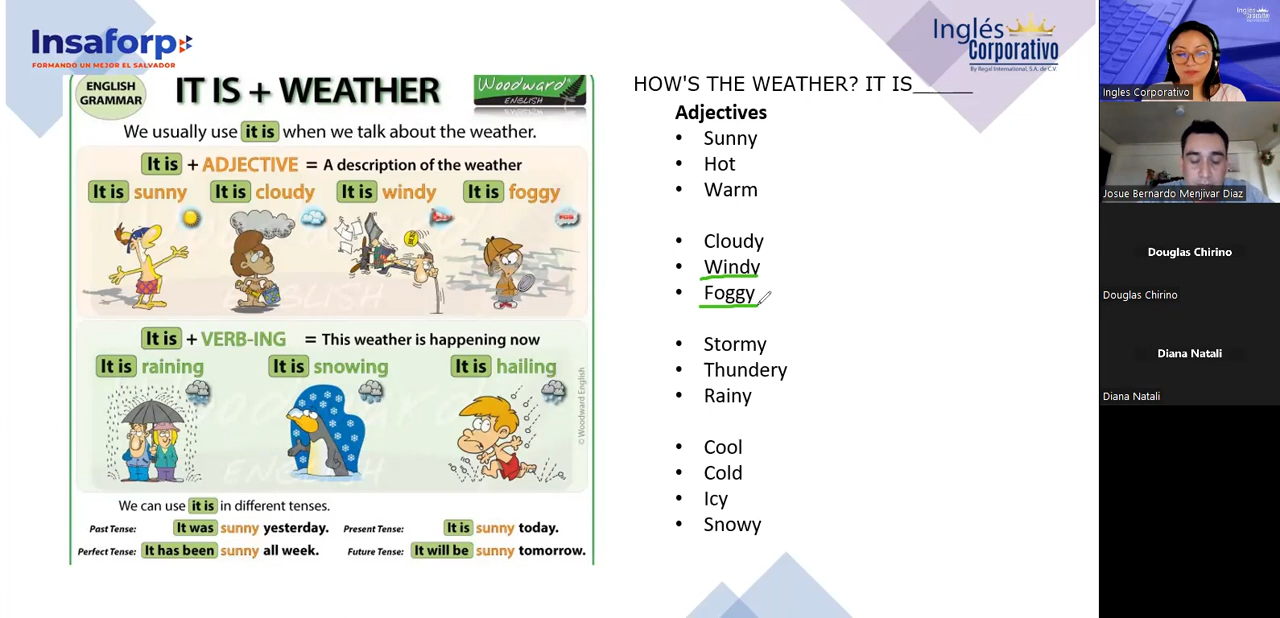 Insaforp
FORMANDO UN MEJOR EL SALVADOR
Inglés
Corporativo
By Regal International, S.A. de C.V.
ENGLISH
GRAMMAR
IT IS + WEATHER
Woodward
ENGLISH
We usually use it is when we talk about the weather.
It is + ADJECTIVE = A description of the weather
It is sunny It is cloudy It is windy It is foggy
FOG
It is + VERB-ING = This weather is happening now
It is raining It is snowing It is hailing
© Woodward English
We can use it is in different tenses.
Past Tense: It was sunny yesterday. Present Tense: It is sunny today.
Perfect Tense: It has been sunny all week. Future Tense: It will be sunny tomorrow.
HOW'S THE WEATHER? IT IS_____
Adjectives
• Sunny
• Hot
• Warm
• Cloudy
• Windy
• Foggy
• Stormy
• Thundery
• Rainy
• Cool
• Cold
• Icy
• Snowy
Ingles Corporativo
Josue Bernardo Menjivar Diaz
Douglas Chirino
Douglas Chirino
Diana Natali
Diana Natali